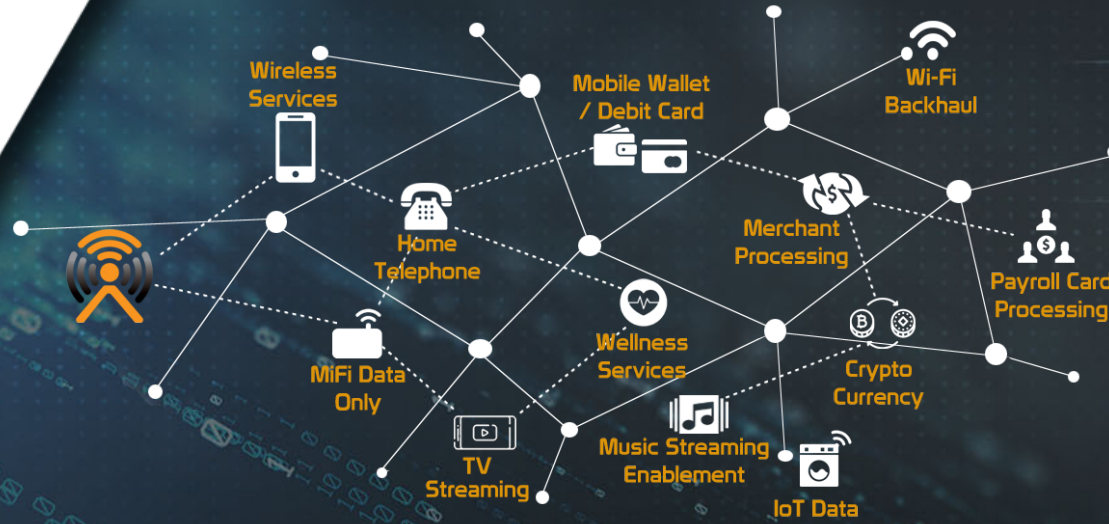 Wireless
Services
Mobile Wallet
/ Debit Card
Wi-Fi
Backhaul
Home
Telephone
Merchant
Processing
$
Payroll Card
Processing
$
MiFi Data
Only
Wellness
Services
B
Crypto
Currency
TV
Streaming
Music Streaming
Enablement
IoT Data